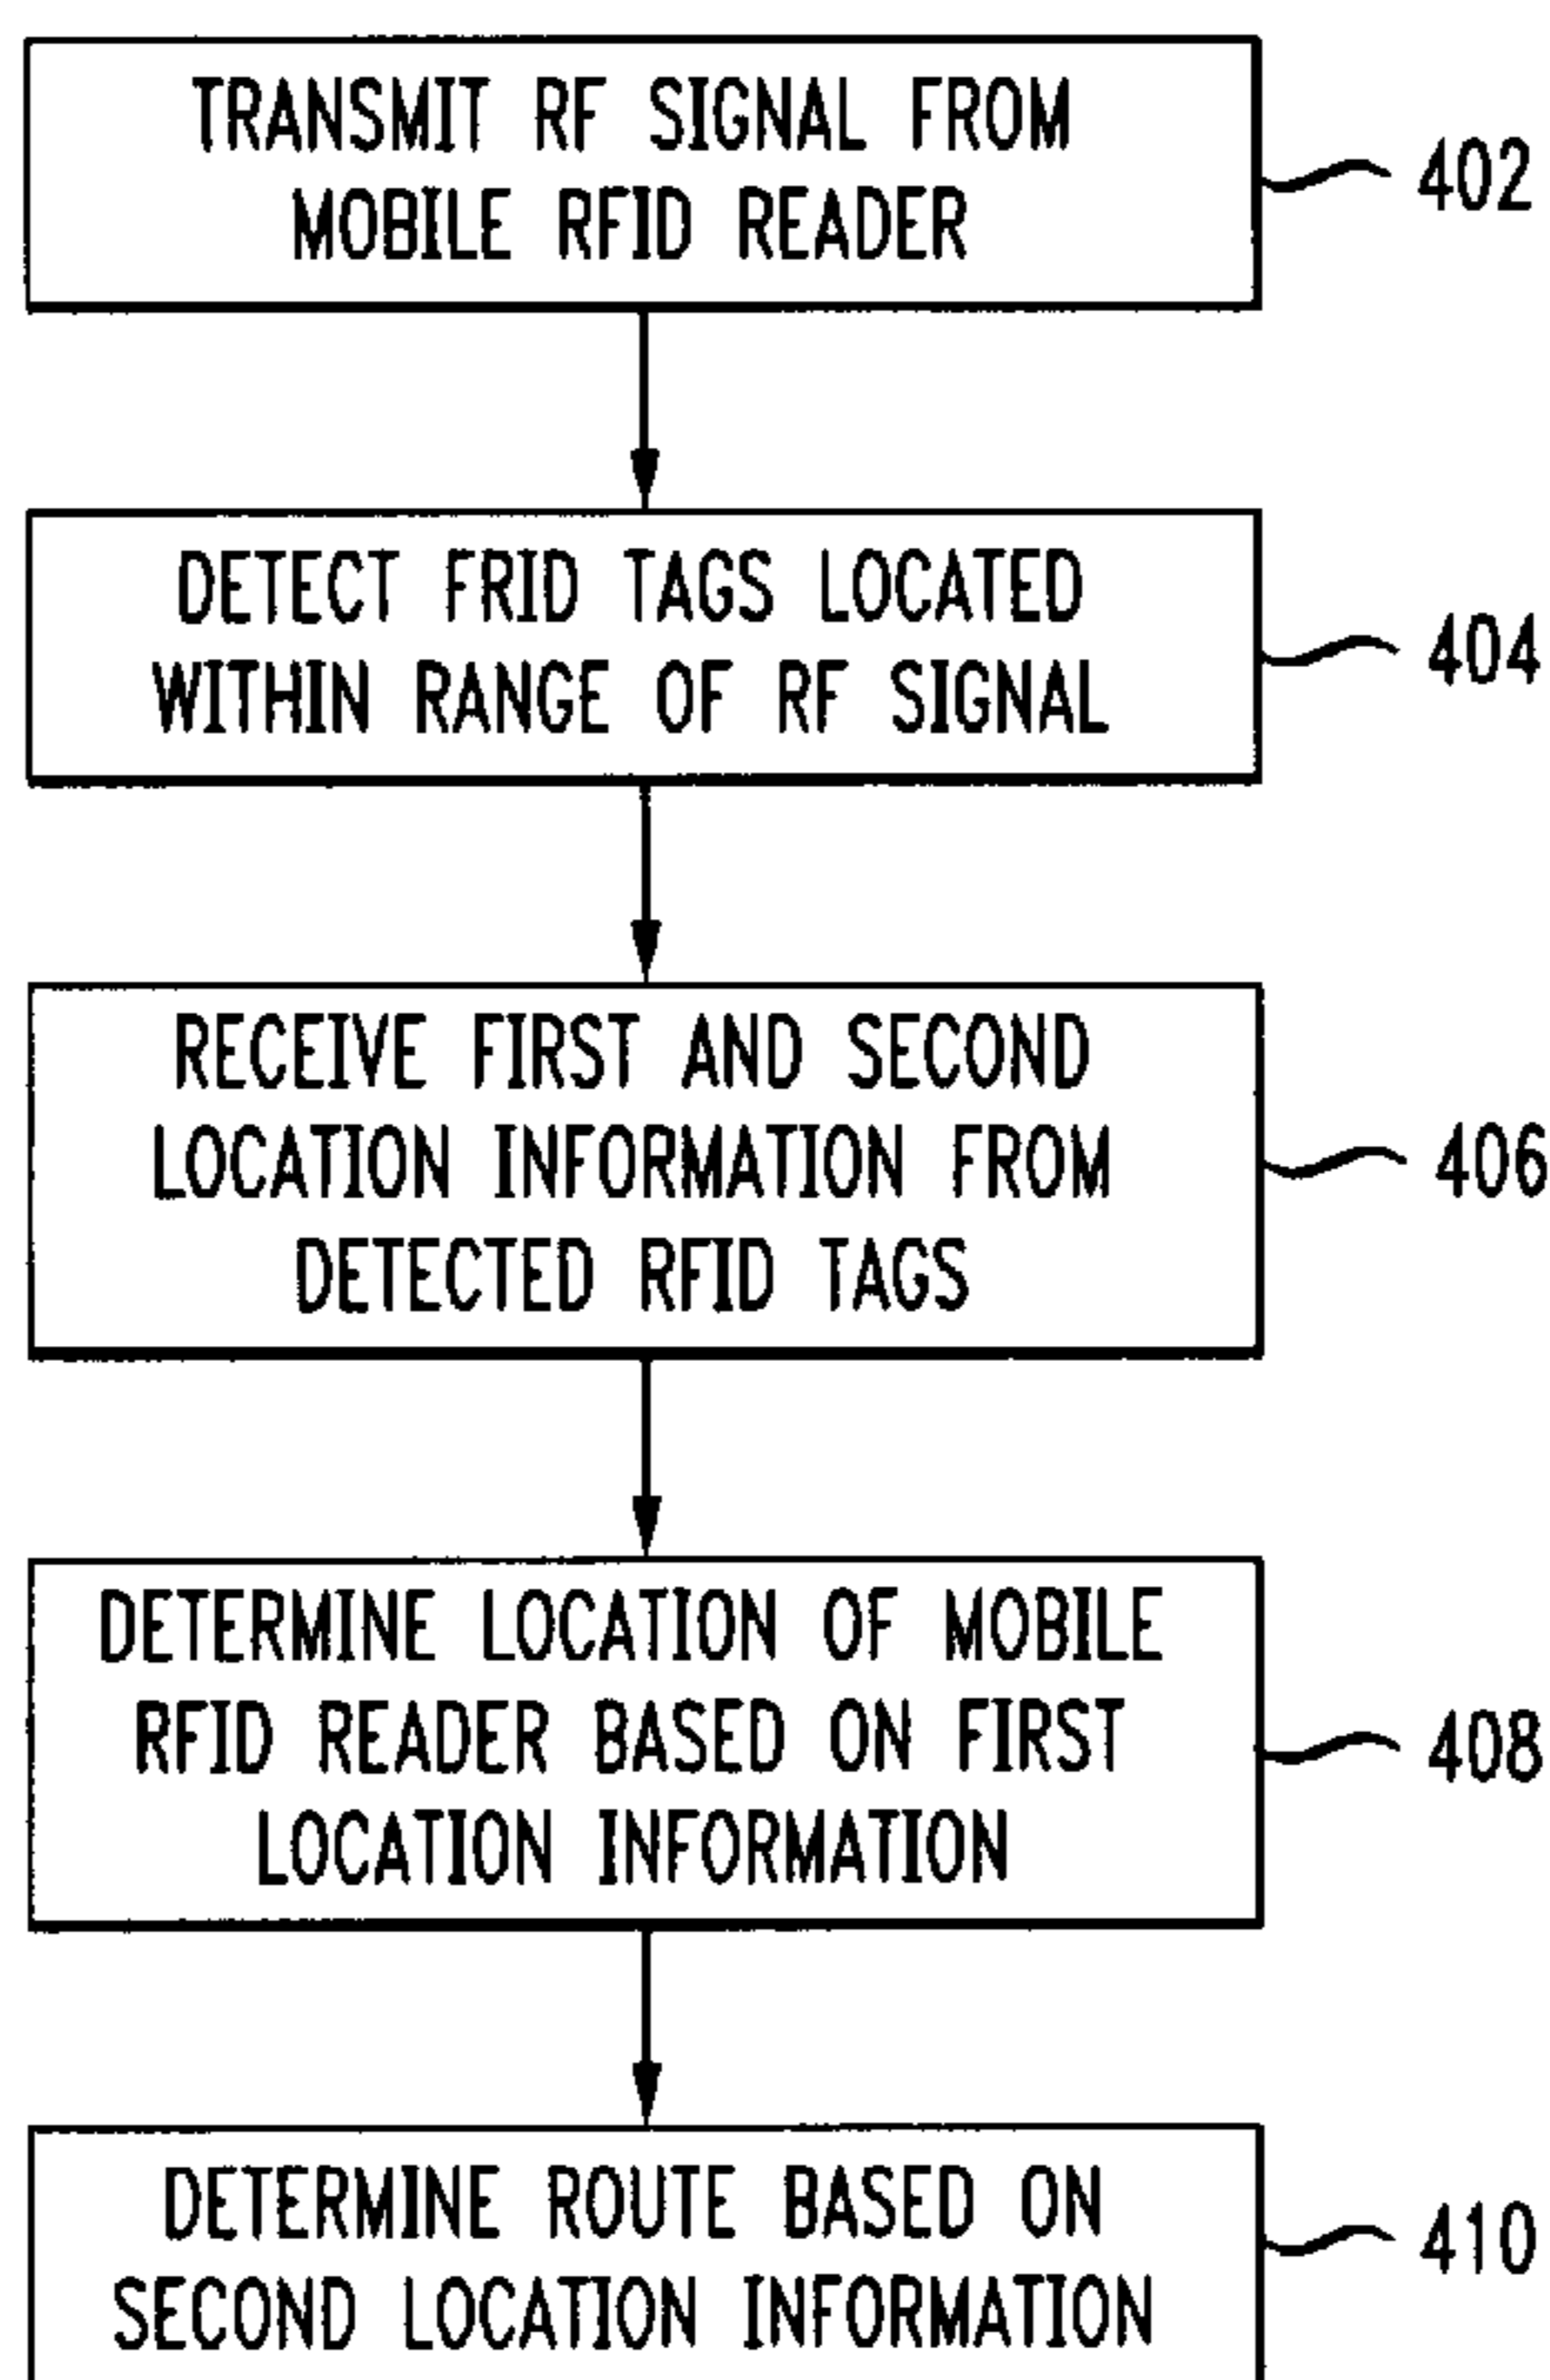 TRANSMIT RF SIGNAL FROM
MOBILE RFID READER
402
DETECT FRID TAGS LOCATED
WITHIN RANGE OF RF SIGNAL
404
RECEIVE FIRST AND SECOND
LOCATION INFORMATION FROM
DETECTED RFID TAGS
406
DETERMINE LOCATION OF MOBILE
RFID READER BASED ON FIRST
LOCATION INFORMATION
408
DETERMINE ROUTE BASED ON
SECOND LOCATION INFORMATION
410